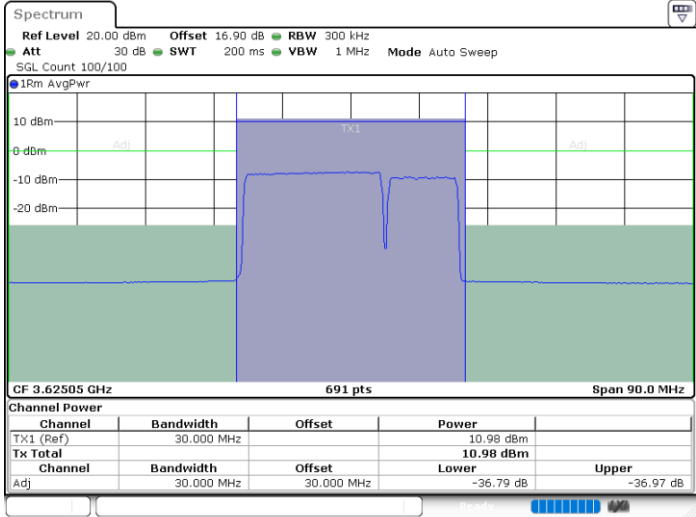 Spectrum
Ref Level 20.00 dBm Offset 16.90 dB RBW 300 kHz
Att 30 dB SWT 200 ms VBW 1 MHz Mode Auto Sweep
SGL Count 100/100
1Rm AvgPwr
10 dBm
TX1
Adj Adj
0 dBm
-10 dBm
-20 dBm
CF 3.62505 GHz 691 pts Span 90.0 MHz
Channel Power
Channel Bandwidth Offset Power
TX1 (Ref) 30.000 MHz 10.98 dBm
Tx Total 10.98 dBm
Channel Bandwidth Offset Lower Upper
Adj 30.000 MHz 30.000 MHz -36.79 dB -36.97 dB
Ready